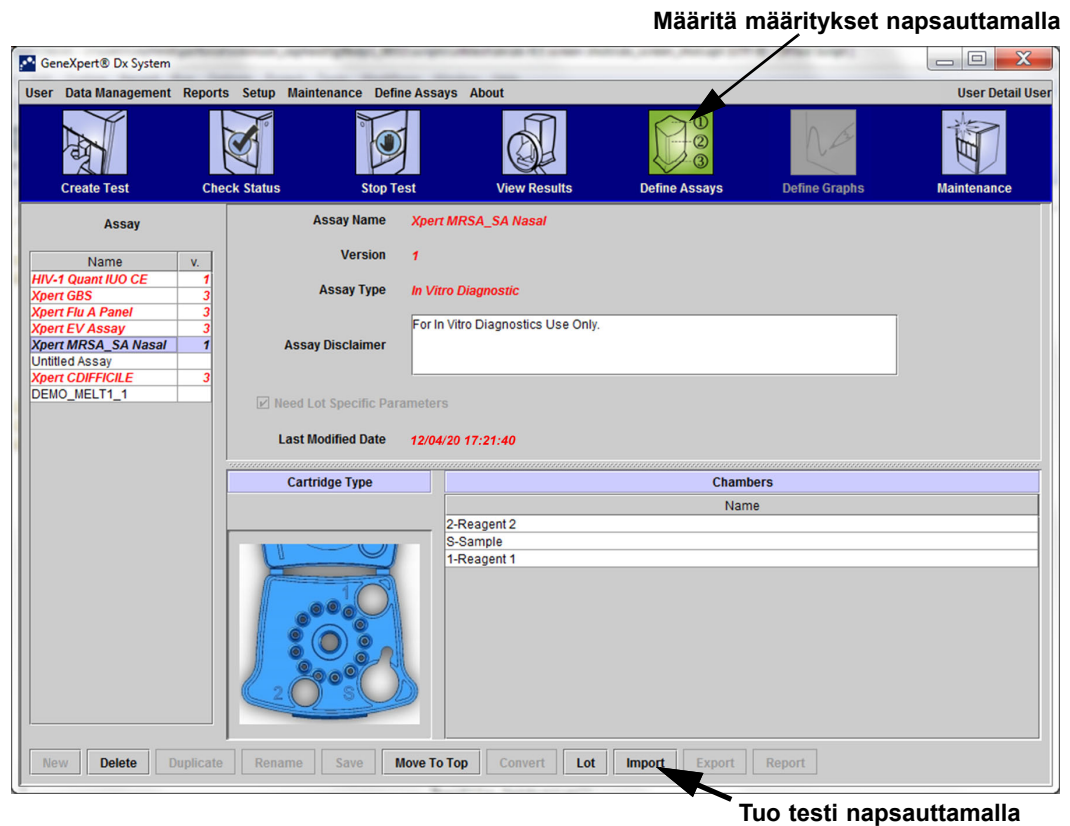 Määritä määritykset napsauttamalla
GeneXpert® Dx System
User Data Management Reports Setup Maintenance Define Assays About User Detail User
Create Test Check Status Stop Test View Results Define Assays Define Graphs Maintenance
1
2
3
Assay
Name v.
HIV-1 Quant IUO CE 1
Xpert GBS 3
Xpert Flu A Panel 3
Xpert EV Assay 3
Xpert MRSA_SA Nasal 1
Untitled Assay
Xpert CDIFFICILE 3
DEMO_MELT1_1
Assay Name Xpert MRSA_SA Nasal
Version 1
Assay Type In Vitro Diagnostic
Assay Disclaimer For In Vitro Diagnostics Use Only.
Need Lot Specific Parameters
Last Modified Date 12/04/20 17:21:40
Cartridge Type
1
2 S
Chambers
Name
2-Reagent 2
S-Sample
1-Reagent 1
New Delete Duplicate Rename Save Move To Top Convert Lot Import Export Report
Tuo testi napsauttamalla